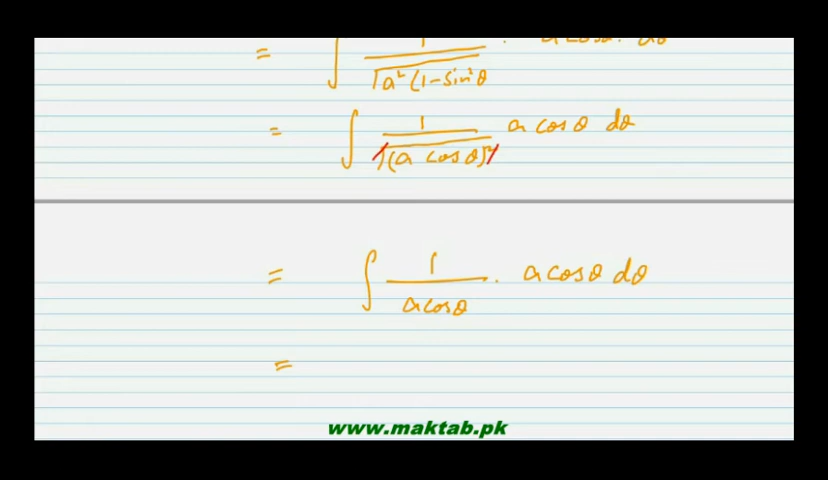 = ∫ 1/√a²(1-sin²θ . a cosθ. dθ
= ∫ 1/√(a cosθ)² a cosθ dθ
= ∫ 1/a cosθ . a cosθ dθ
=
www.maktab.pk